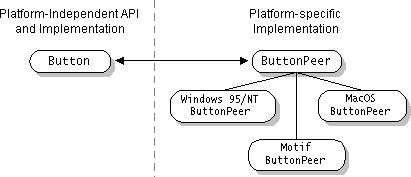 Platform-Independent API
and Implementation
Platform-specific
Implementation
Button
ButtonPeer
Windows 95/NT
ButtonPeer
MacOS
ButtonPeer
Motif
ButtonPeer